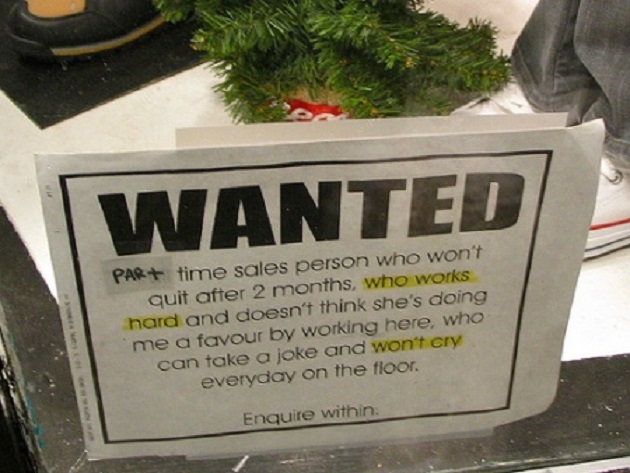 WANTED
PARt time sales person who won't
quit after 2 months, who works
hard and doesn't think she's doing
me a favour by working here, who
can take a joke and won't cry
everyday on the floor.
Enquire within.